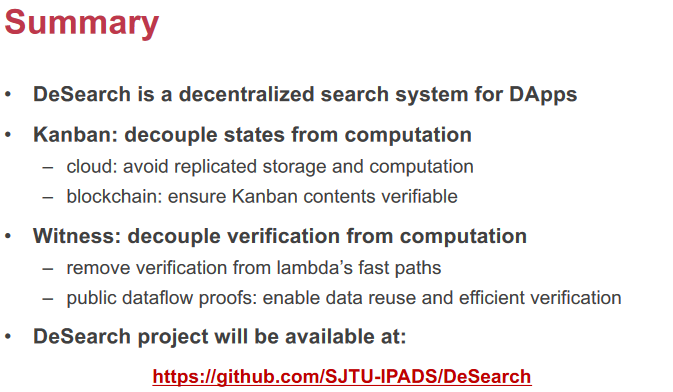 Summary
• DeSearch is a decentralized search system for DApps
• Kanban: decouple states from computation
– cloud: avoid replicated storage and computation
– blockchain: ensure Kanban contents verifiable
• Witness: decouple verification from computation
– remove verification from lambda’s fast paths
– public dataflow proofs: enable data reuse and efficient verification
• DeSearch project will be available at:
https://github.com/SJTU-IPADS/DeSearch